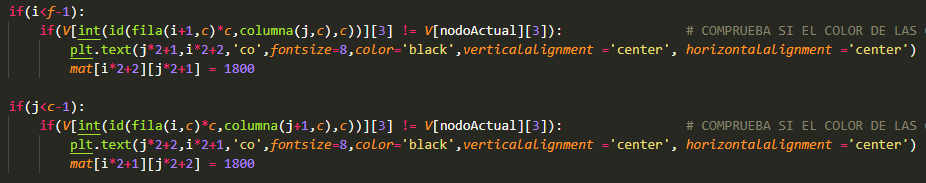 if(i<f-1):
if(V[int(id(fila(i+1,c)*c,columna(j,c),c))][3] != V[nodoActual][3]): # COMPRUEBA SI EL COLOR DE LAS
plt.text(j*2+1,i*2+2,'co',fontsize=8,color='black',verticalalignment ='center', horizontalalignment ='center')
mat[i*2+2][j*2+1] = 1800
if(j<c-1):
if(V[int(id(fila(i,c)*c,columna(j+1,c),c))][3] != V[nodoActual][3]): # COMPRUEBA SI EL COLOR DE LAS
plt.text(j*2+2,i*2+1,'co',fontsize=8,color='black',verticalalignment ='center', horizontalalignment ='center')
mat[i*2+1][j*2+2] = 1800